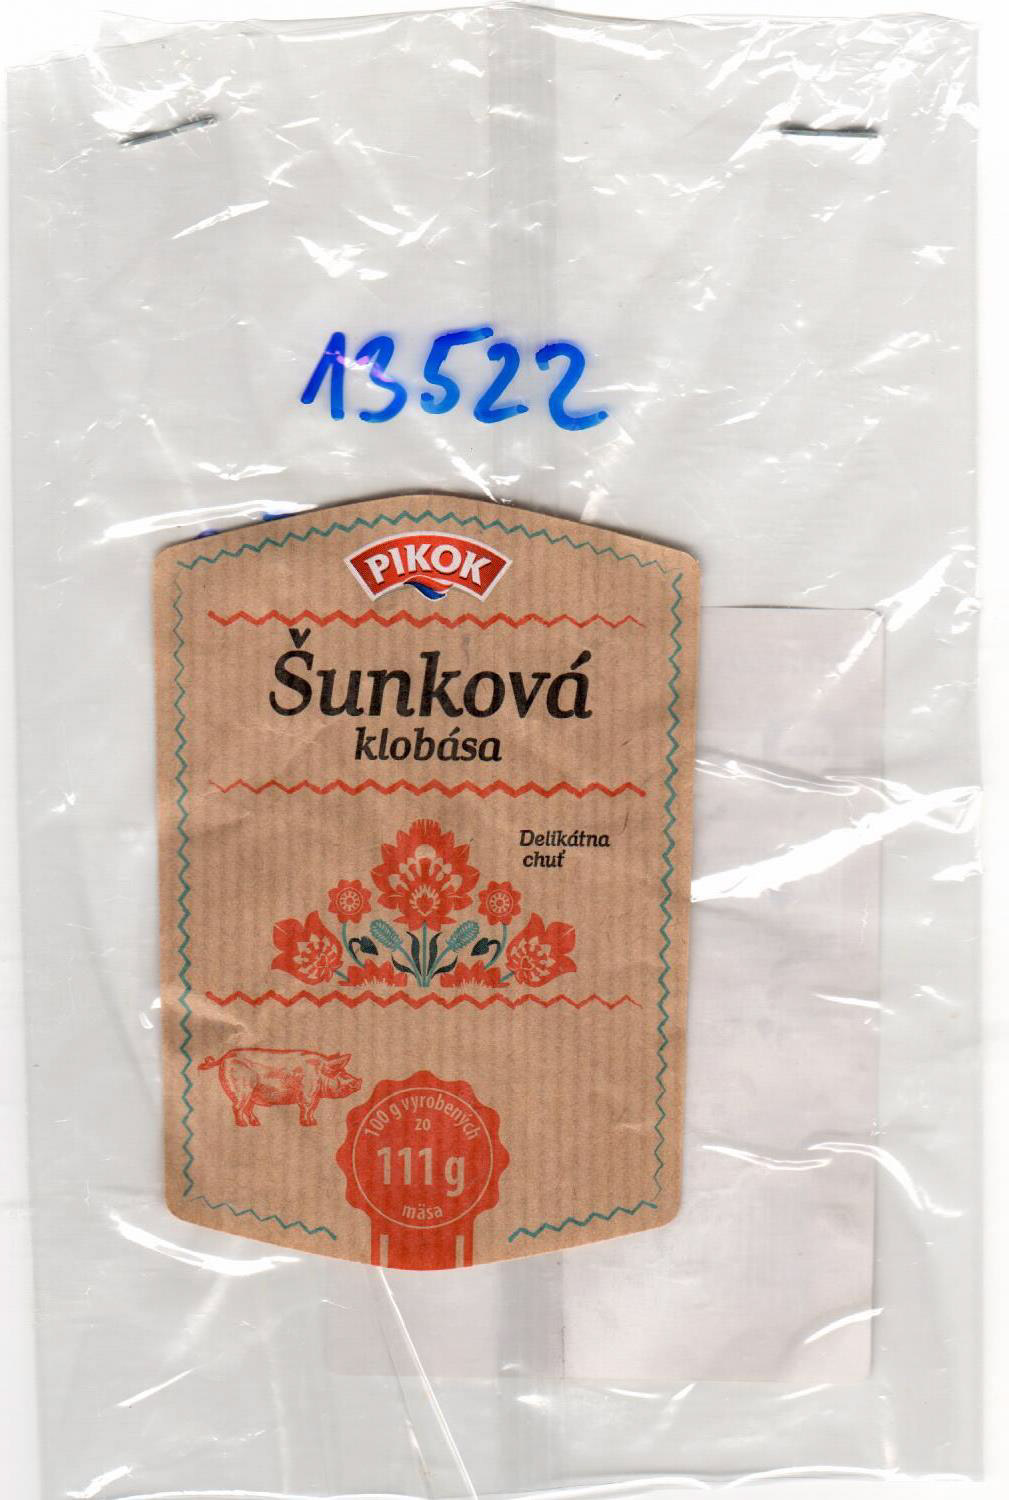 13522
PIKOK
Šunková
klobása
Delikátna
chuť
100 g vyrobených
zo
111 g
mäsa